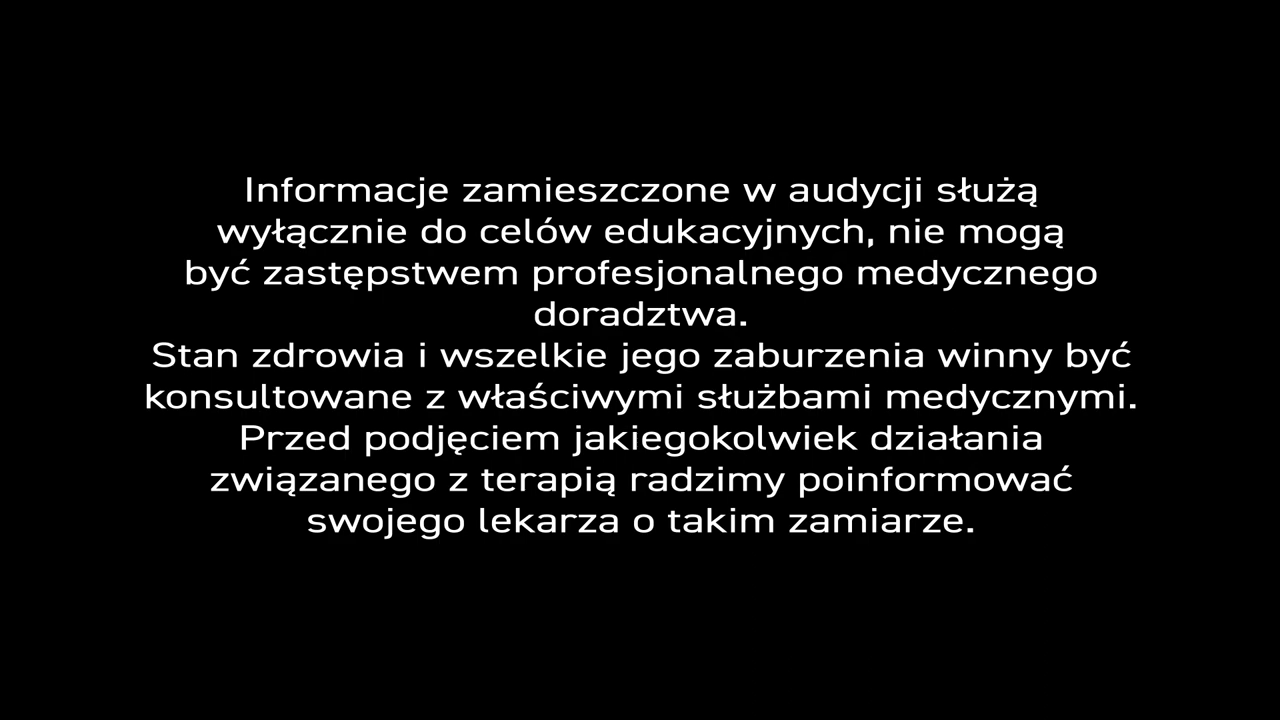 Informacje zamieszczone w audycji służą
wyłącznie do celów edukacyjnych, nie mogą
być zastępstwem profesjonalnego medycznego
doradztwa.
Stan zdrowia i wszelkie jego zaburzenia winny być
konsultowane z właściwymi służbami medycznymi.
Przed podjęciem jakiegokolwiek działania
związanego z terapią radzimy poinformować
swojego lekarza o takim zamiarze.